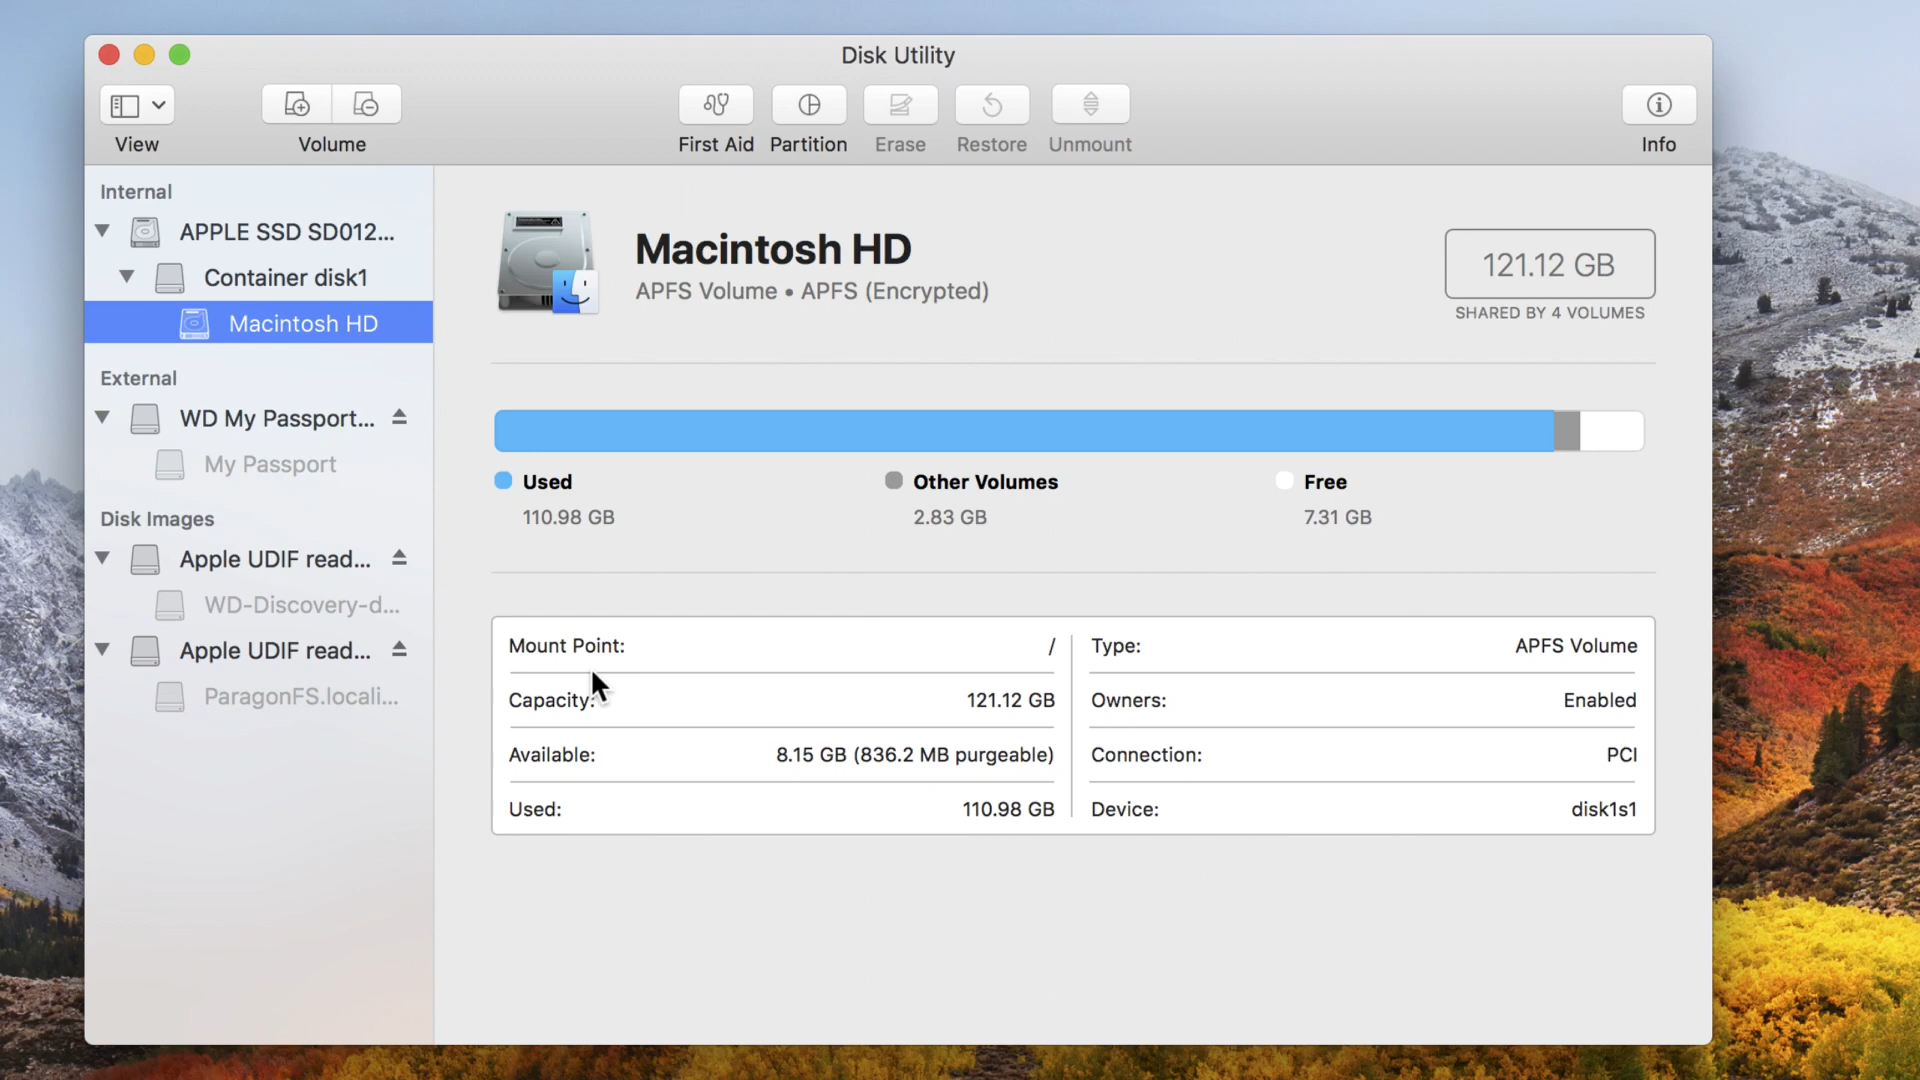 Disk Utility
View
Volume
First Aid
Partition
Erase
Restore
Unmount
Info
Internal
APPLE SSD SD012...
Container disk1
Macintosh HD
External
WD My Passport...
My Passport
Disk Images
Apple UDIF read...
WD-Discovery-d...
Apple UDIF read...
ParagonFS.locali...
Macintosh HD
APFS Volume • APFS (Encrypted)
121.12 GB
SHARED BY 4 VOLUMES
Used
110.98 GB
Other Volumes
2.83 GB
Free
7.31 GB
Mount Point: /
Capacity: 121.12 GB
Available: 8.15 GB (836.2 MB purgeable)
Used: 110.98 GB
Type: APFS Volume
Owners: Enabled
Connection: PCI
Device: disk1s1